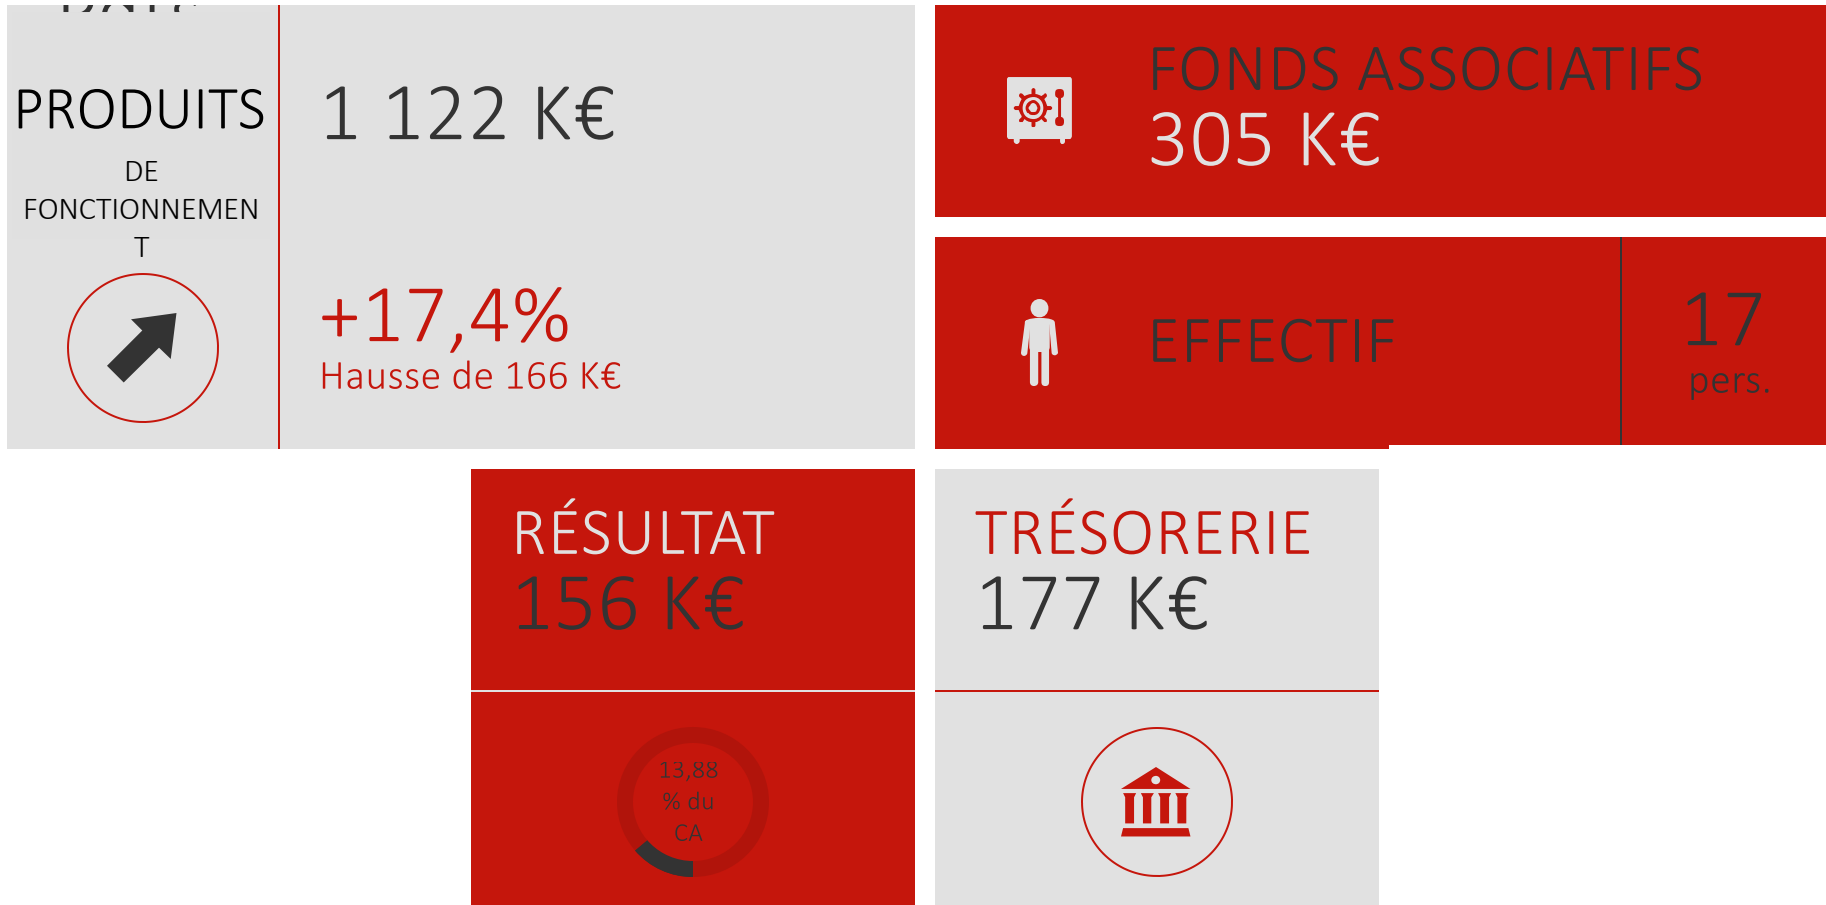 PRODUITS
DE
FONCTIONNEMEN
T
1 122 K€
+17,4%
Hausse de 166 K€
FONDS ASSOCIATIFS
305 K€
EFFECTIF
17
pers.
RÉSULTAT
156 K€
13,88
% du
CA
TRÉSORERIE
177 K€